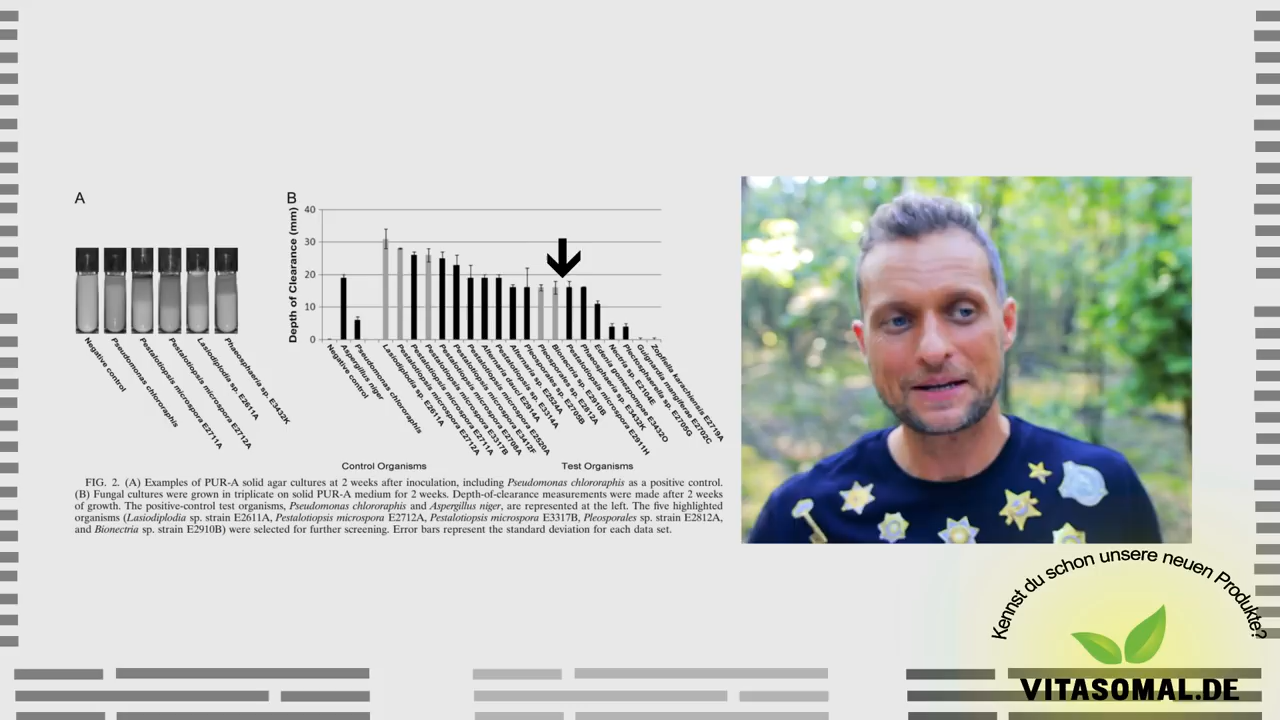 A
B
Depth of Clearance (mm)
40
30
20
10
0
Negative control
Pseudomonas chlororaphis
Pestalotiopsis microspora E2711A
Pestalotiopsis microspora E2712A
Lasiodiplodia sp. E2611A
Phaeosphaeria sp. E3432K
Negative control
Aspergillus niger
Pseudomonas chlororaphis
Lasiodiplodia sp. E2611A
Control Organisms
Test Organisms
FIG. 2. (A) Examples of PUR-A solid agar cultures at 2 weeks after inoculation, including Pseudomonas chlororaphis as a positive control.
(B) Fungal cultures were grown in triplicate on solid PUR-A medium for 2 weeks. Depth-clearance measurements were made after 2 weeks
of growth. The positive-control test organisms, Pseudomonas chlororaphis and Aspergillus niger, are represented at the left. The five highlighted
organisms (Lasiodiplodia sp. strain E2611A, Pestalotiopsis microspora E2712A, Pestalotiopsis microspora E3317B, Pleosporales sp. strain E2812A,
and Bionectria sp. strain E2910B) were selected for further screening. Error bars represent the standard deviation for each data set.
Kennst du schon unsere neuen Produkte?
VITASOMAL.DE